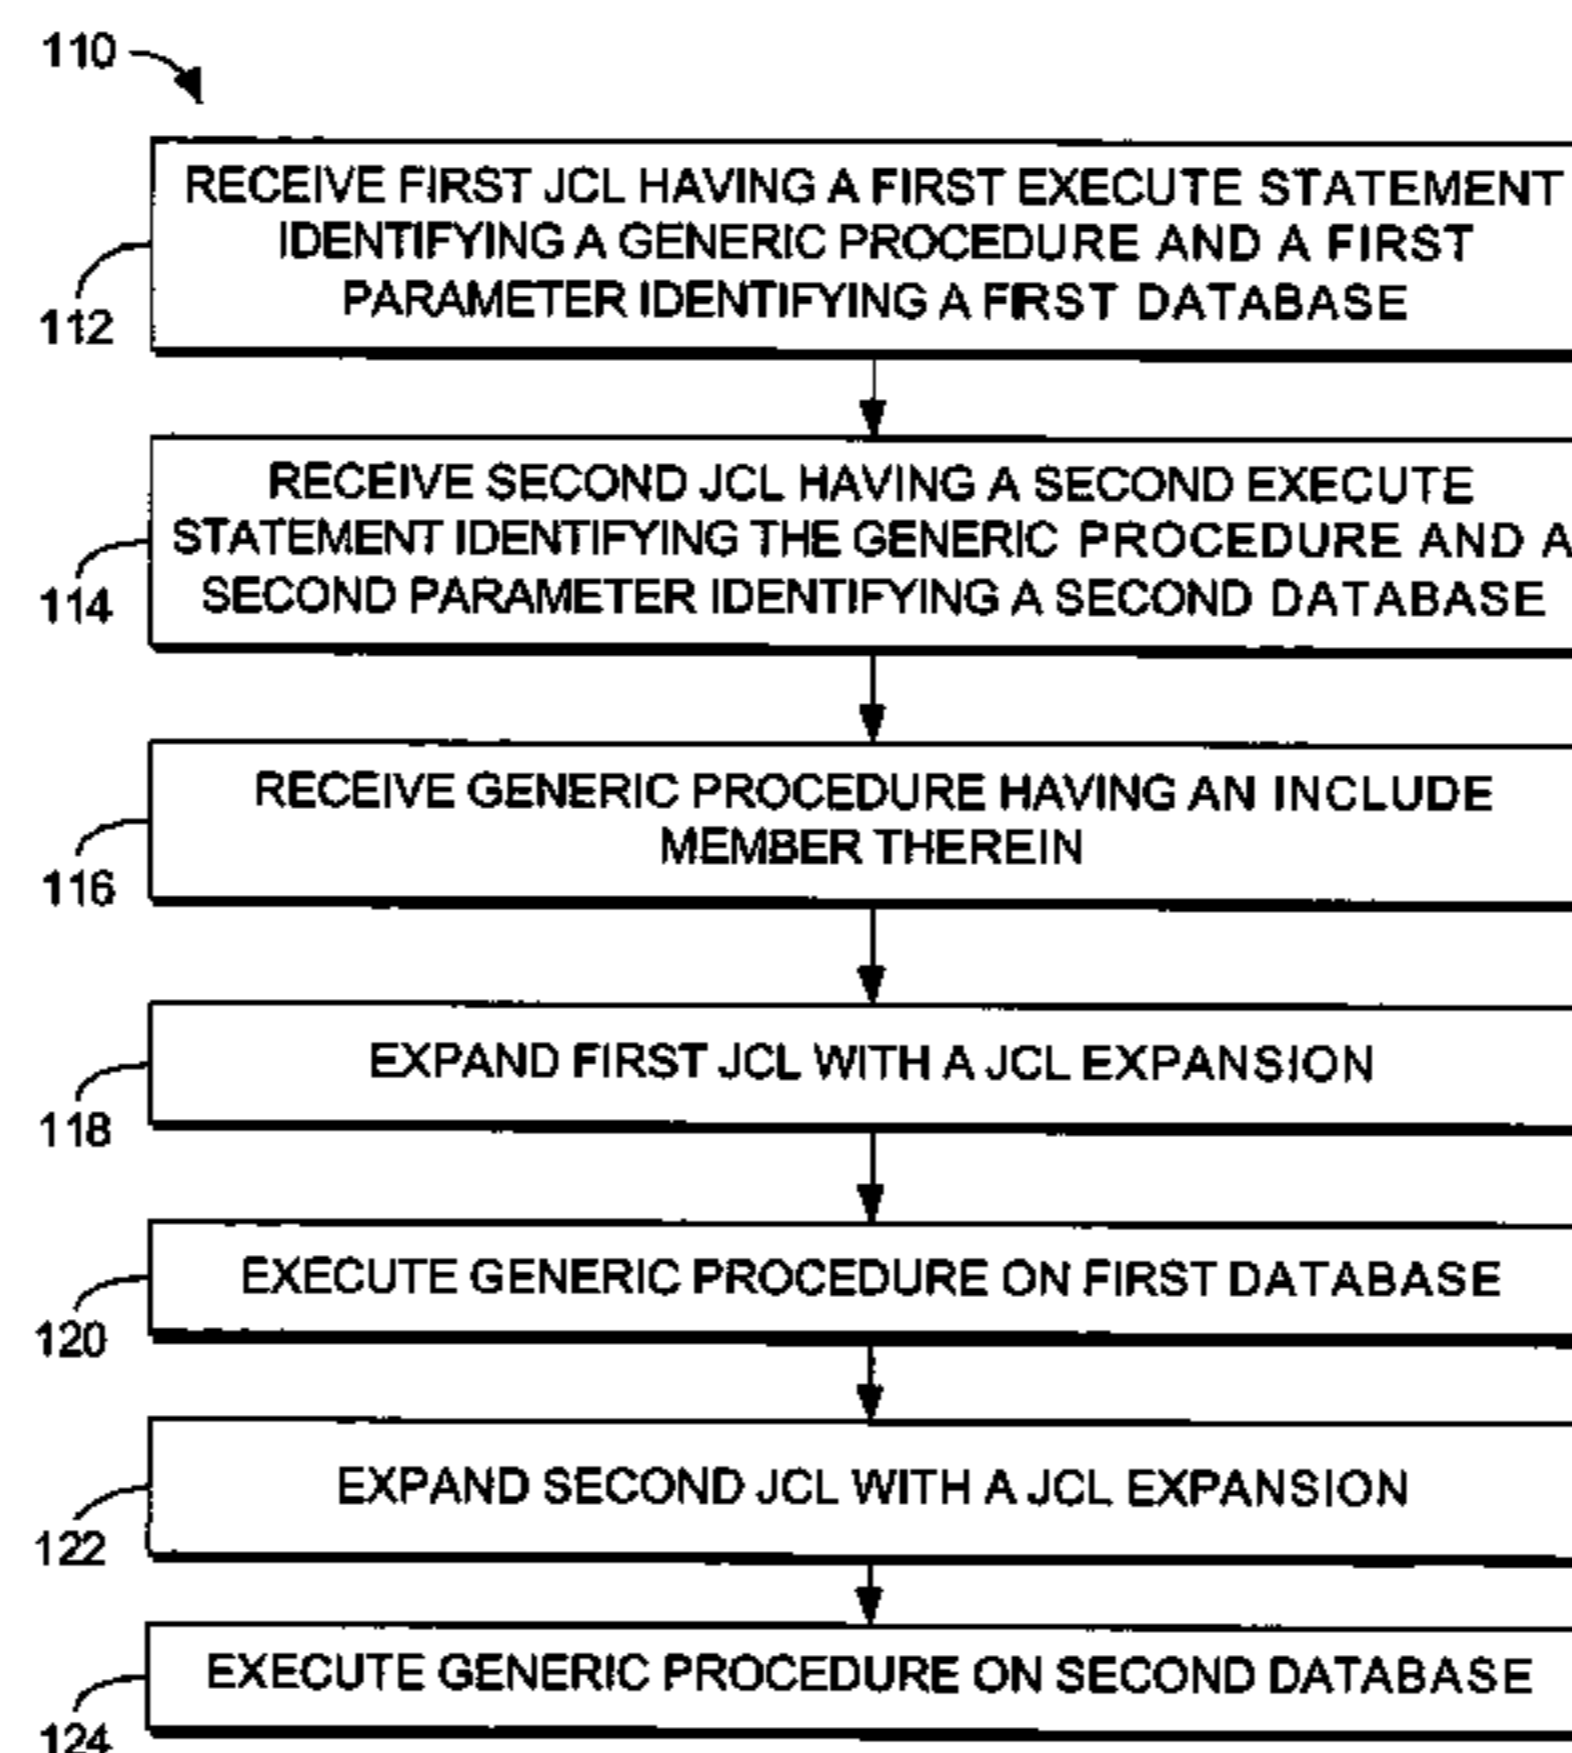 110
RECEIVE FIRST JCL HAVING A FIRST EXECUTE STATEMENT
IDENTIFYING A GENERIC PROCEDURE AND A FIRST
PARAMETER IDENTIFYING A FIRST DATABASE
112
RECEIVE SECOND JCL HAVING A SECOND EXECUTE
STATEMENT IDENTIFYING THE GENERIC PROCEDURE AND A
SECOND PARAMETER IDENTIFYING A SECOND DATABASE
114
RECEIVE GENERIC PROCEDURE HAVING AN INCLUDE
MEMBER THEREIN
116
EXPAND FIRST JCL WITH A JCL EXPANSION
118
EXECUTE GENERIC PROCEDURE ON FIRST DATABASE
120
EXPAND SECOND JCL WITH A JCL EXPANSION
122
EXECUTE GENERIC PROCEDURE ON SECOND DATABASE
124